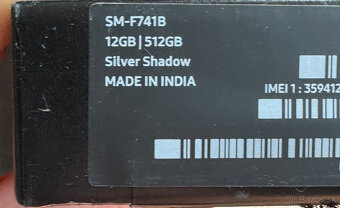 SM-F741B
12GB | 512GB
Silver Shadow
MADE IN INDIA
IMEI 1 : 359412